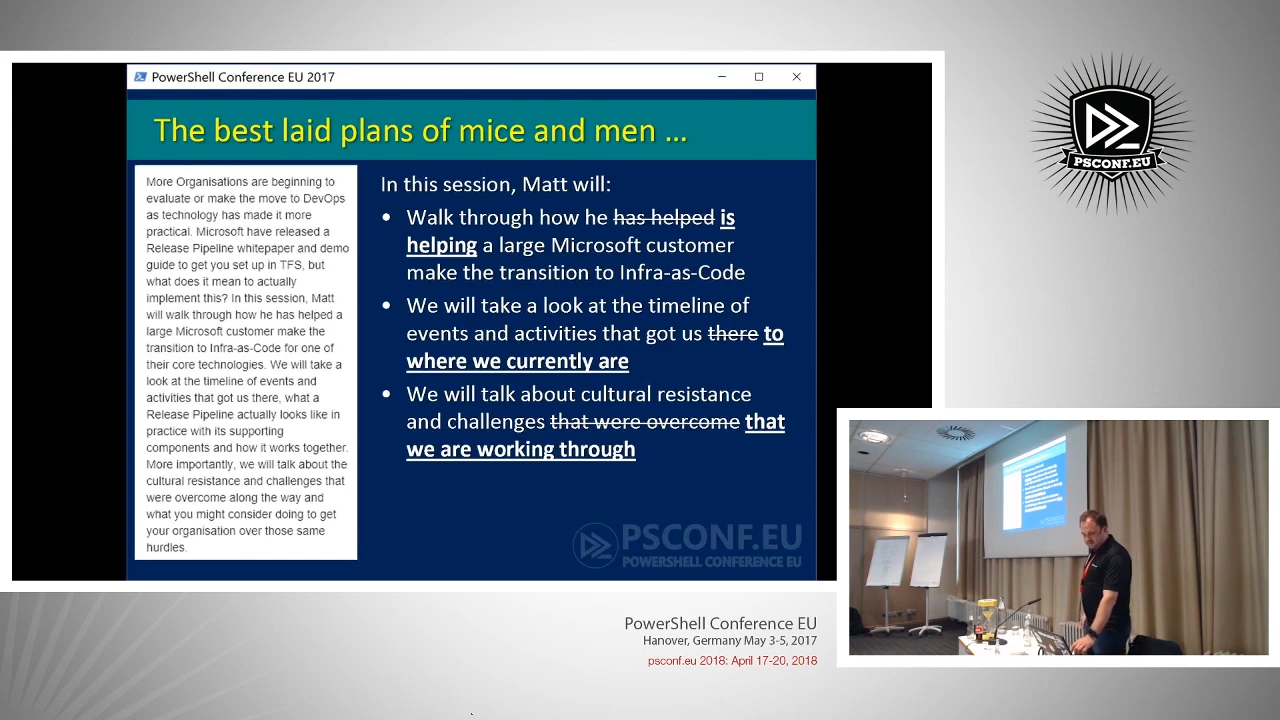 PowerShell Conference EU 2017
The best laid plans of mice and men ...
More Organisations are beginning to
evaluate or make the move to DevOps
as technology has made it more
practical. Microsoft have released a
Release Pipeline whitepaper and demo
guide to get you set up in TFS, but
what does it mean to actually
implement this? In this session, Matt
will walk through how he has helped a
large Microsoft customer make the
transition to Infra-as-Code for one of
their core technologies. We will take a
look at the timeline of events and
activities that got us there, what a
Release Pipeline actually looks like in
practice with its supporting
components and how it works together.
More importantly, we will talk about the
cultural resistance and challenges that
were overcome along the way and
what you might consider doing to get
your organisation over those same
hurdles.
In this session, Matt will:
• Walk through how he has helped is
helping a large Microsoft customer
make the transition to Infra-as-Code
• We will take a look at the timeline of
events and activities that got us there to
where we currently are
• We will talk about cultural resistance
and challenges that were overcome that
we are working through
PSCONF.EU
POWERSHELL CONFERENCE EU
PSCONF.EU
PowerShell Conference EU
Hanover, Germany May 3-5, 2017
psconf.eu 2018: April 17-20, 2018